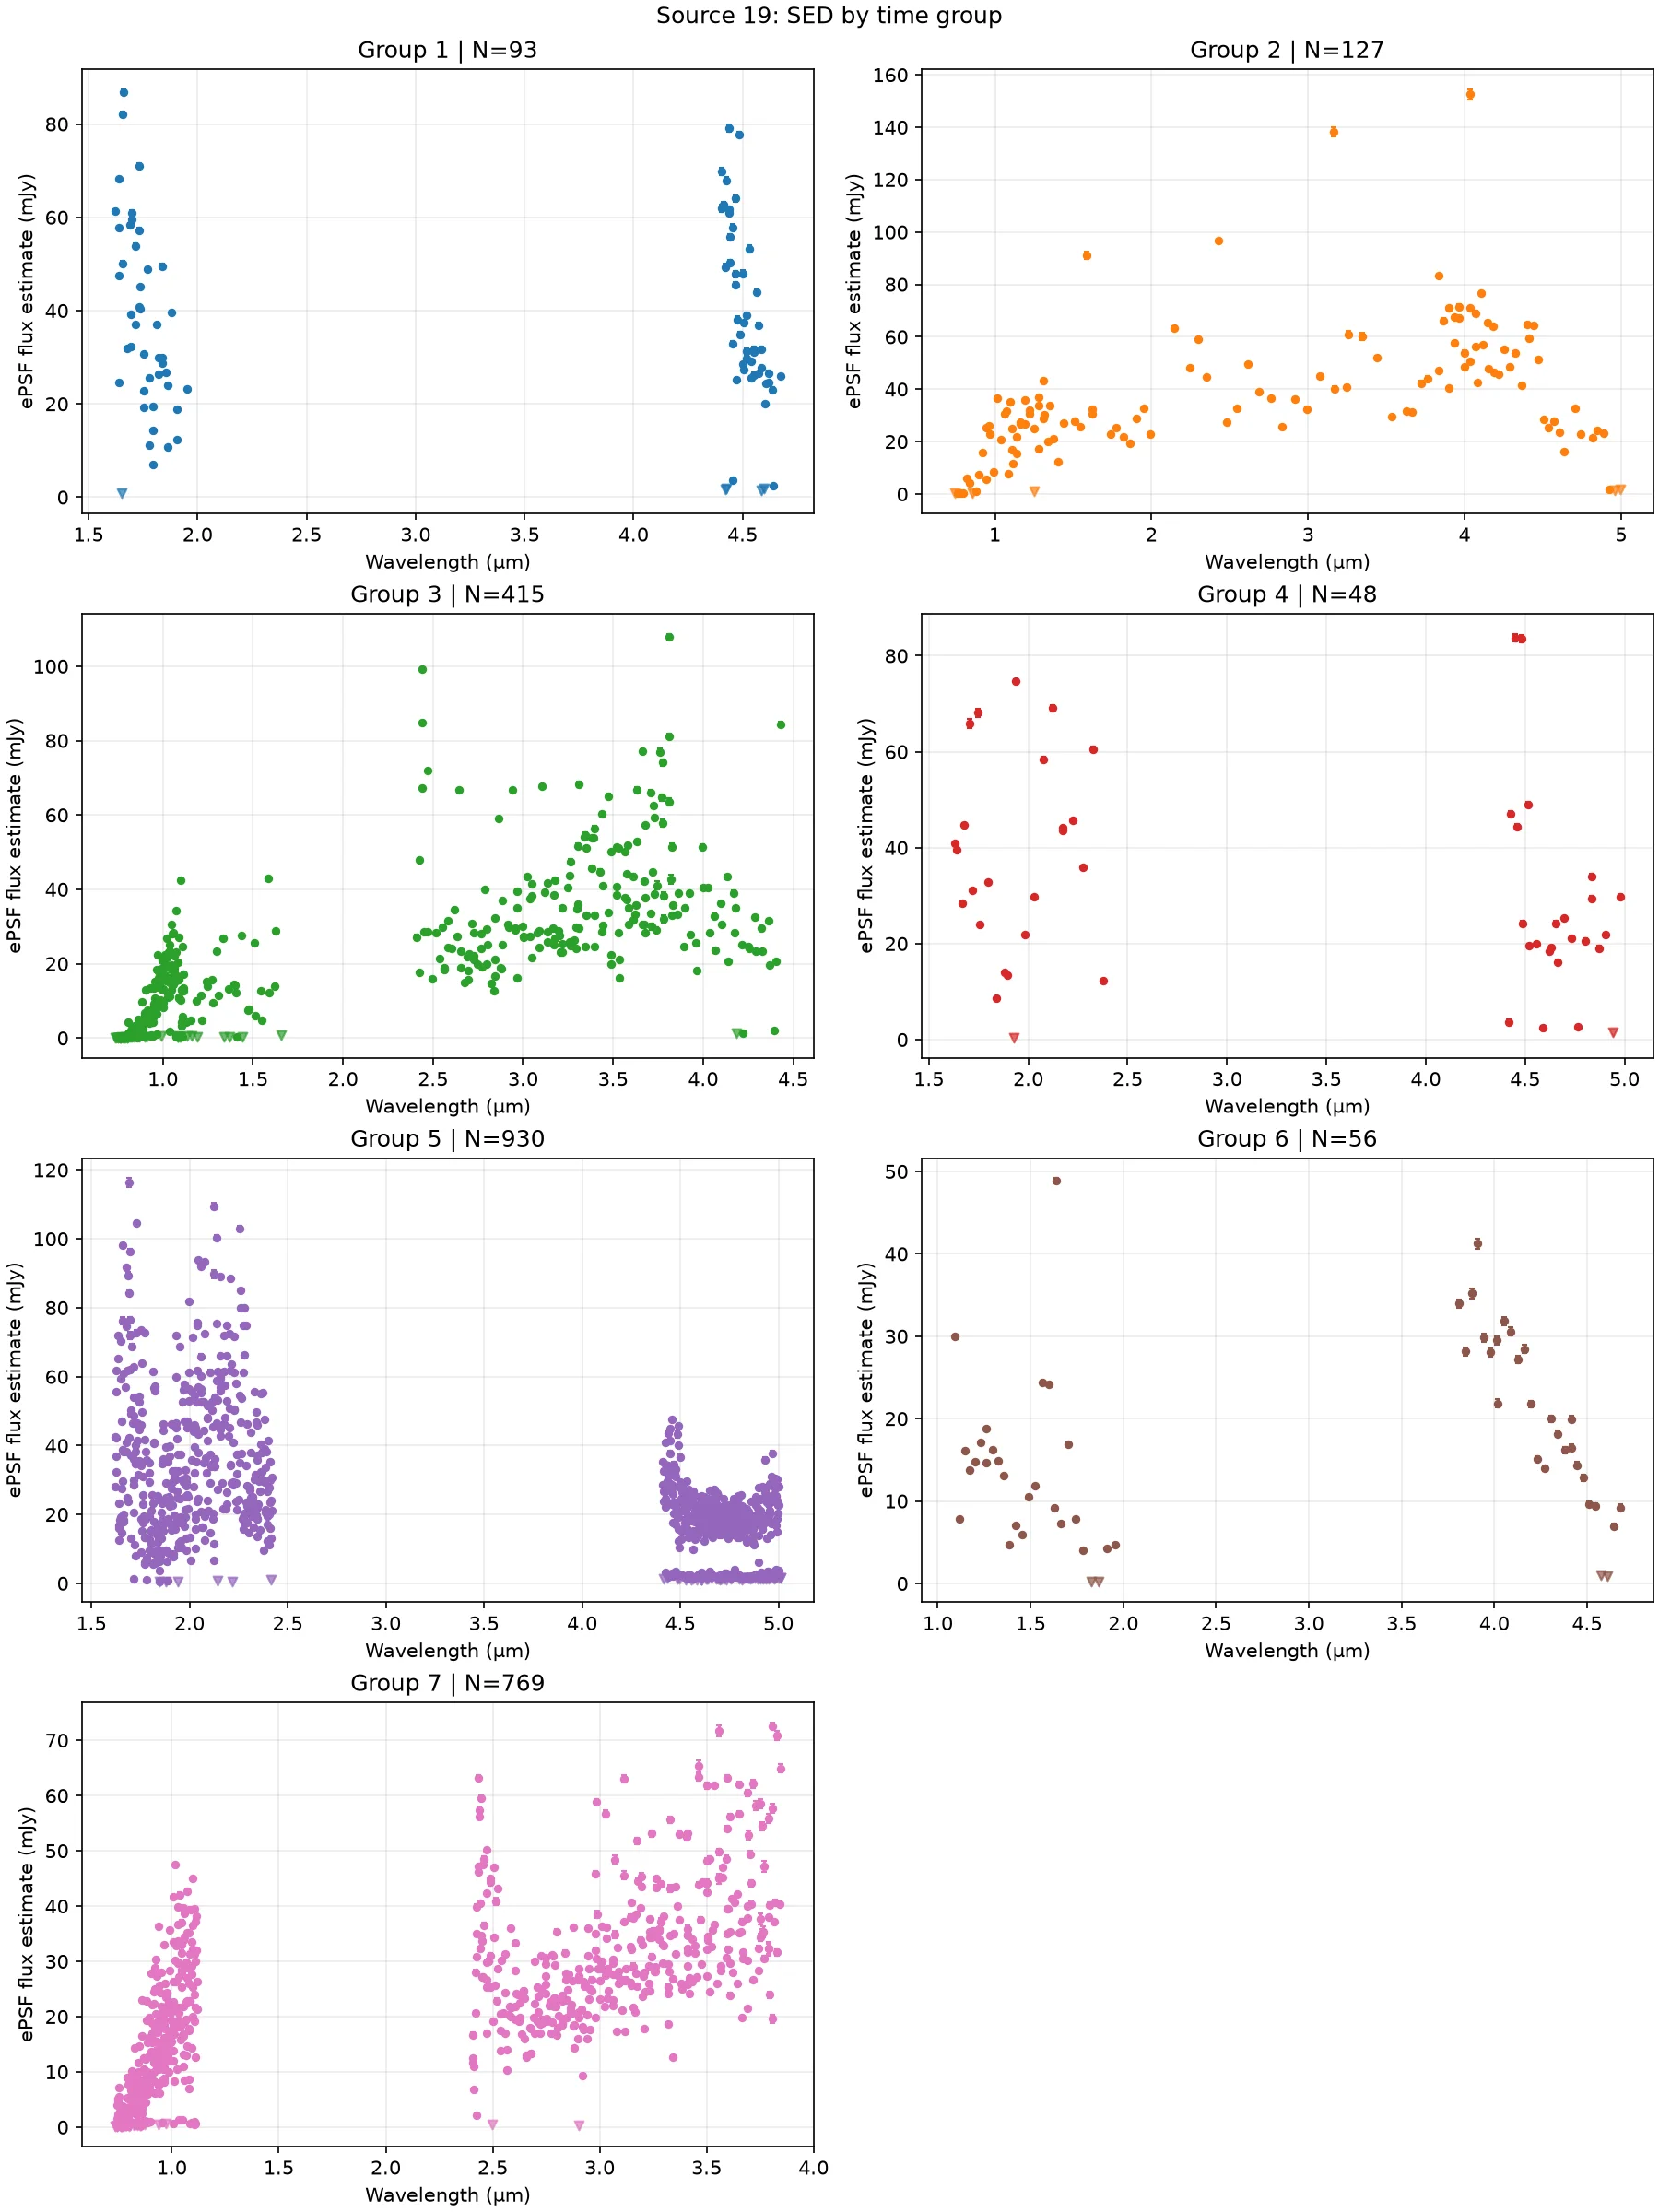 Source 19: SED by time group
Group 1 | N=93
ePSF flux estimate (mJy)
80
60
40
20
0
1.5 2.0 2.5 3.0 3.5 4.0 4.5
Wavelength (μm)
Group 2 | N=127
ePSF flux estimate (mJy)
160
140
120
100
80
60
40
20
0
1 2 3 4 5
Wavelength (μm)
Group 3 | N=415
ePSF flux estimate (mJy)
100
80
60
40
20
0
1.0 1.5 2.0 2.5 3.0 3.5 4.0 4.5
Wavelength (μm)
Group 4 | N=48
ePSF flux estimate (mJy)
80
60
40
20
0
1.5 2.0 2.5 3.0 3.5 4.0 4.5 5.0
Wavelength (μm)
Group 5 | N=930
ePSF flux estimate (mJy)
120
100
80
60
40
20
0
1.5 2.0 2.5 3.0 3.5 4.0 4.5 5.0
Wavelength (μm)
Group 6 | N=56
ePSF flux estimate (mJy)
50
40
30
20
10
0
1.0 1.5 2.0 2.5 3.0 3.5 4.0 4.5
Wavelength (μm)
Group 7 | N=769
ePSF flux estimate (mJy)
70
60
50
40
30
20
10
0
1.0 1.5 2.0 2.5 3.0 3.5 4.0
Wavelength (μm)